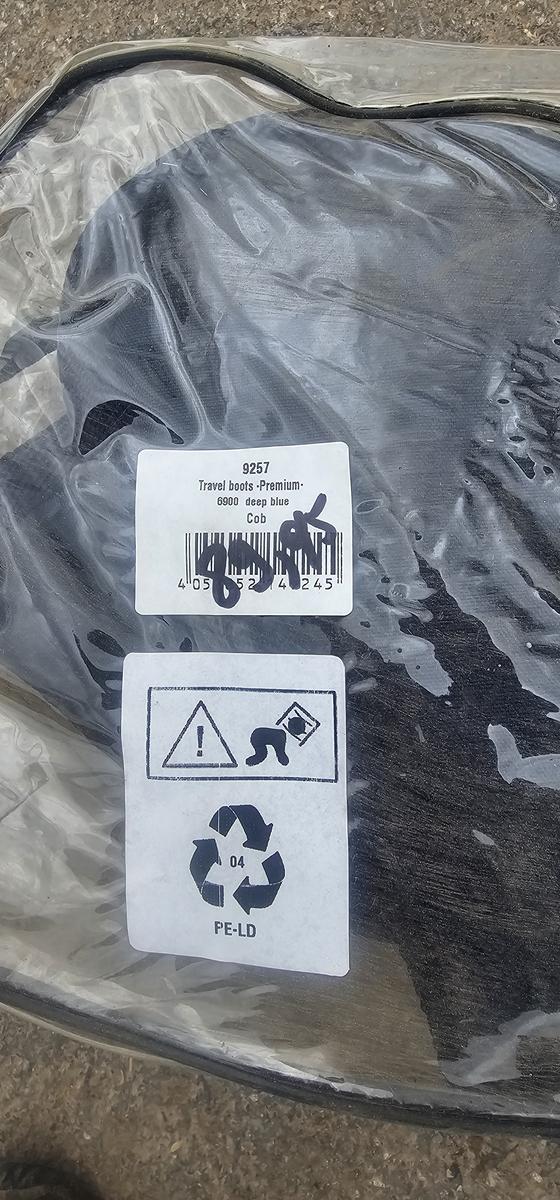 9257
Travel boots -Premium-
6900 deep blue
Cob
!
04
PE-LD